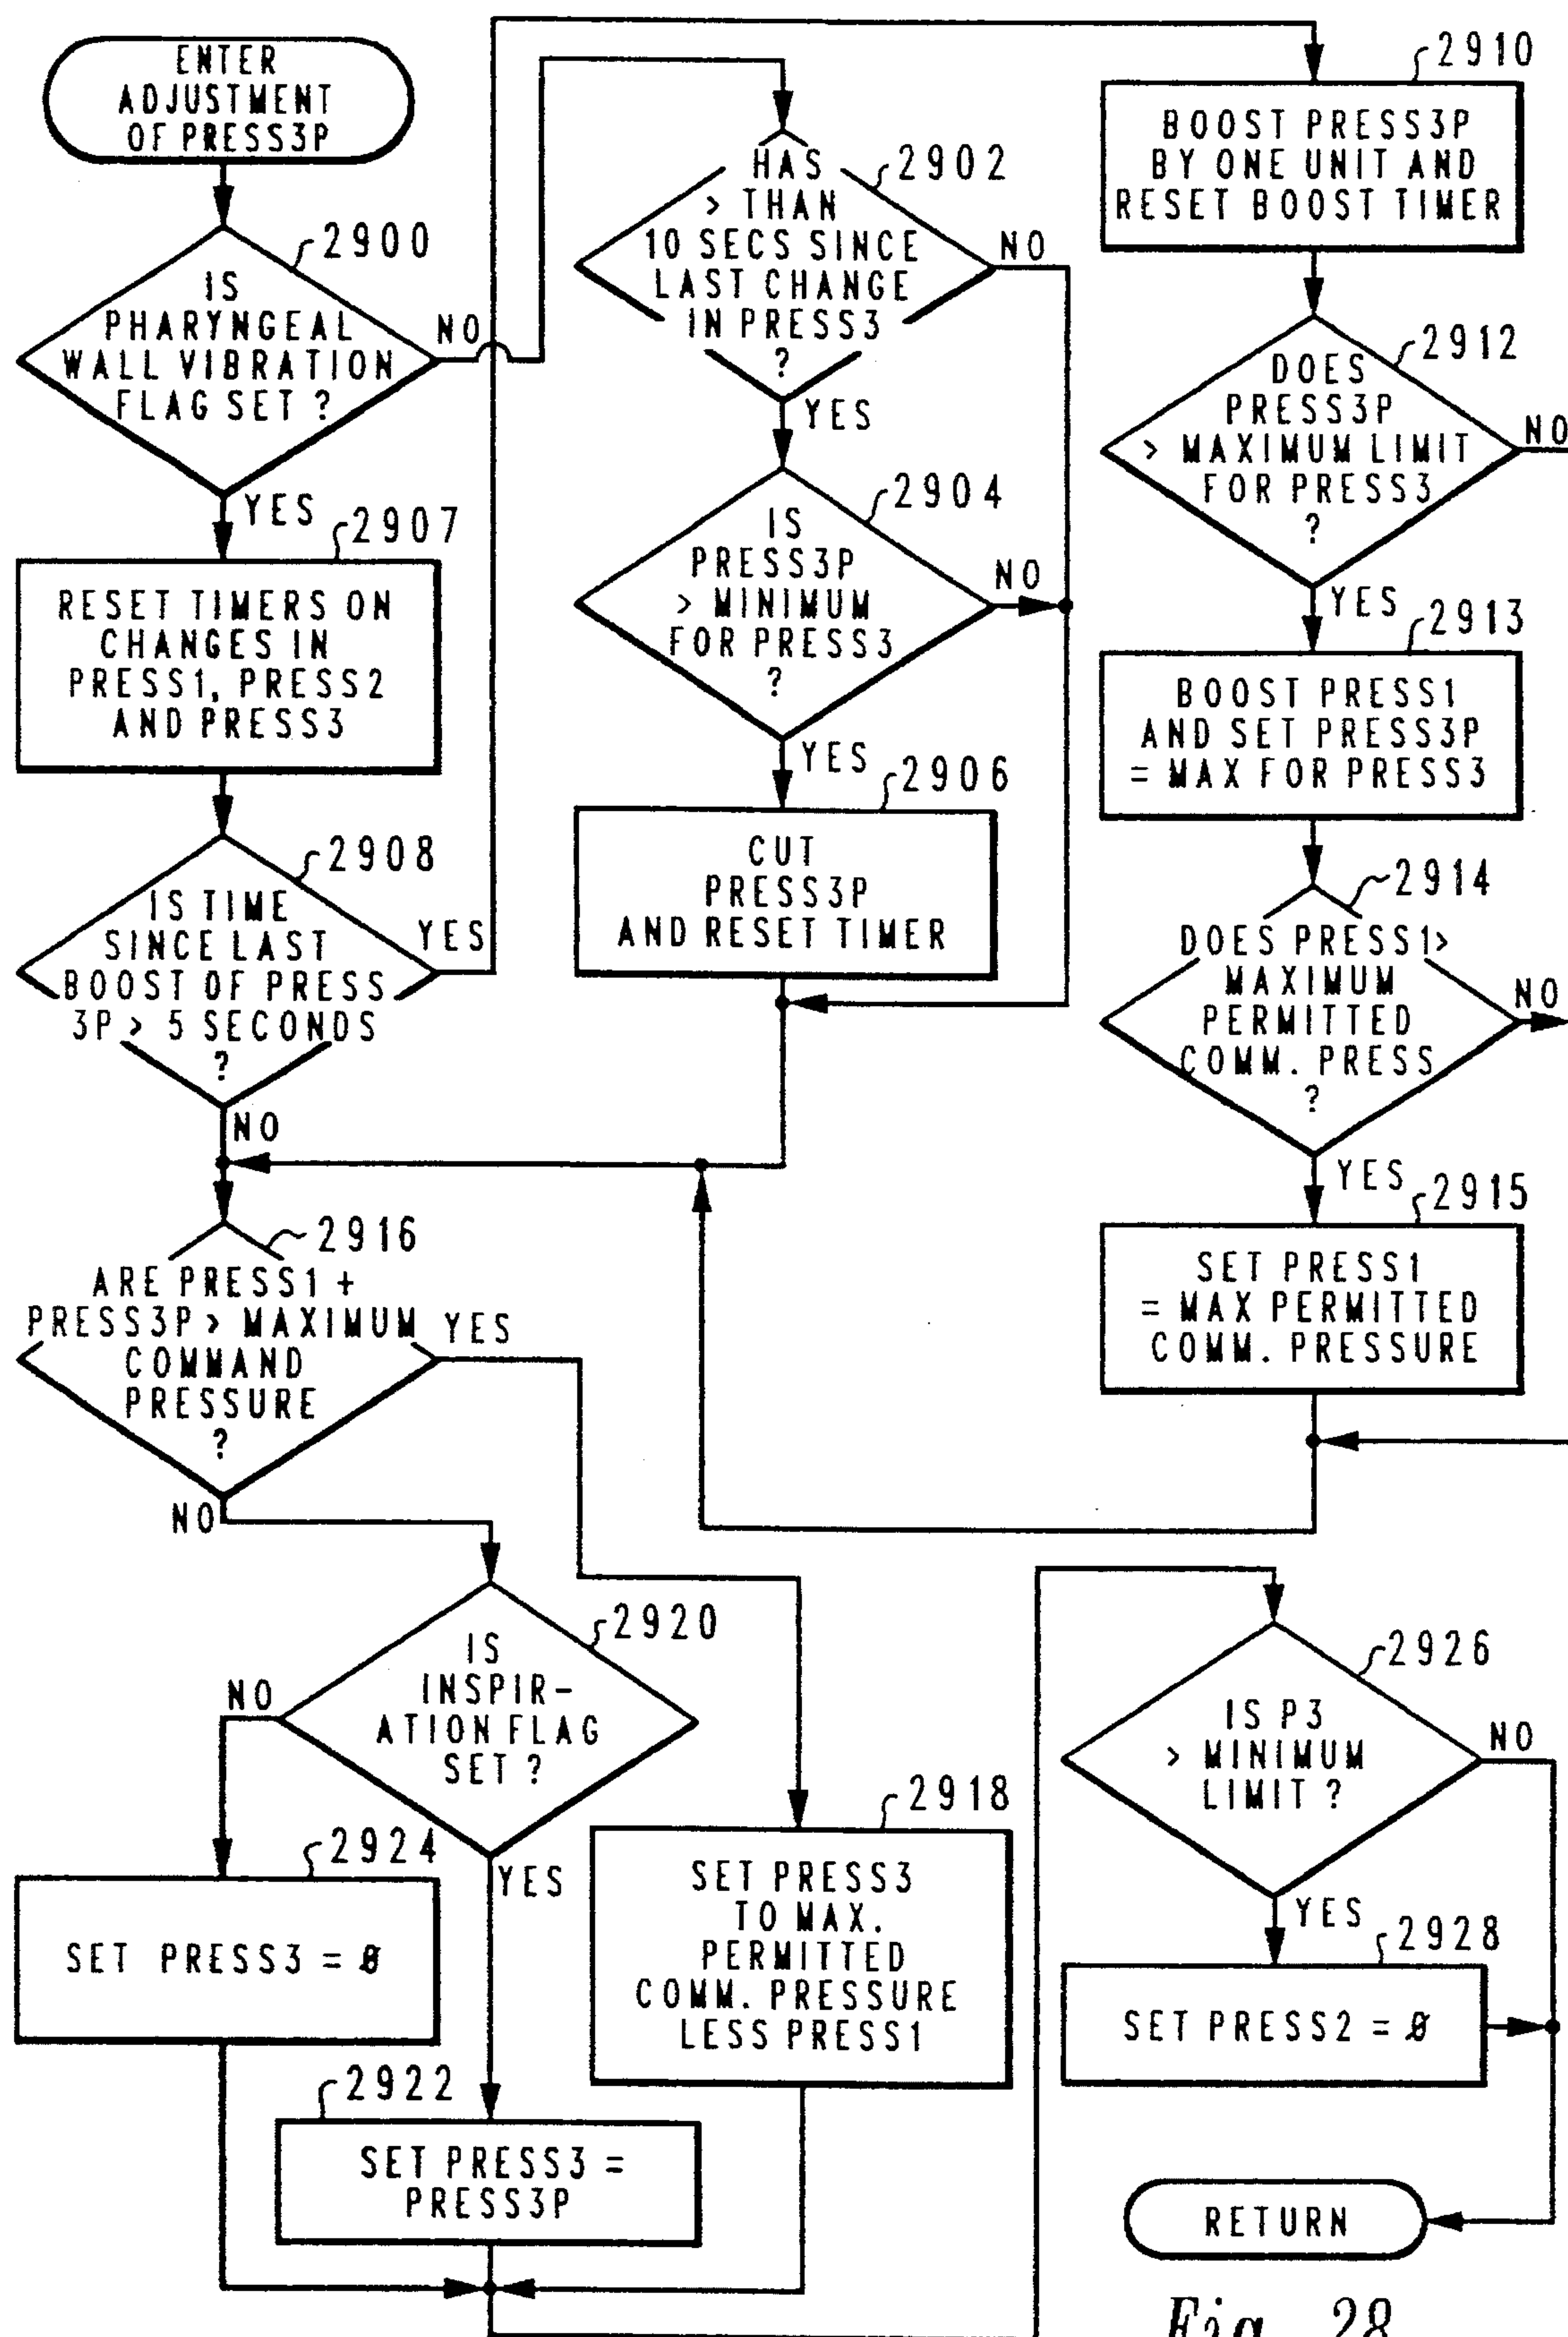 ENTER
ADJUSTMENT
OF PRESS3P
2900
IS
PHARYNGEAL
WALL VIBRATION
FLAG SET ?
NO
YES
2907
RESET TIMERS ON
CHANGES IN
PRESS1, PRESS2
AND PRESS3
2908
IS TIME
SINCE LAST
BOOST OF PRESS
3P > 5 SECONDS
?
YES
NO
2902
HAS
> THAN
10 SECS SINCE
LAST CHANGE
IN PRESS3
?
NO
YES
2904
IS
PRESS3P
> MINIMUM
FOR PRESS3
?
NO
YES
2906
CUT
PRESS3P
AND RESET TIMER
2910
BOOST PRESS3P
BY ONE UNIT AND
RESET BOOST TIMER
2912
DOES
PRESS3P
> MAXIMUM LIMIT
FOR PRESS3
?
NO
YES
2913
BOOST PRESS1
AND SET PRESS3P
= MAX FOR PRESS3
2914
DOES PRESS1>
MAXIMUM
PERMITTED
COMM. PRESS
?
NO
YES
2915
SET PRESS1
= MAX PERMITTED
COMM. PRESSURE
2916
ARE PRESS1 +
PRESS3P > MAXIMUM
COMMAND
PRESSURE
?
YES
NO
2920
IS
INSPIR-
ATION FLAG
SET ?
NO
YES
2924
SET PRESS3 = 0
2922
SET PRESS3 =
PRESS3P
2918
SET PRESS3
TO MAX.
PERMITTED
COMM. PRESSURE
LESS PRESS1
2926
IS P3
> MINIMUM
LIMIT ?
NO
YES
2928
SET PRESS2 = 0
RETURN
Fig. 28